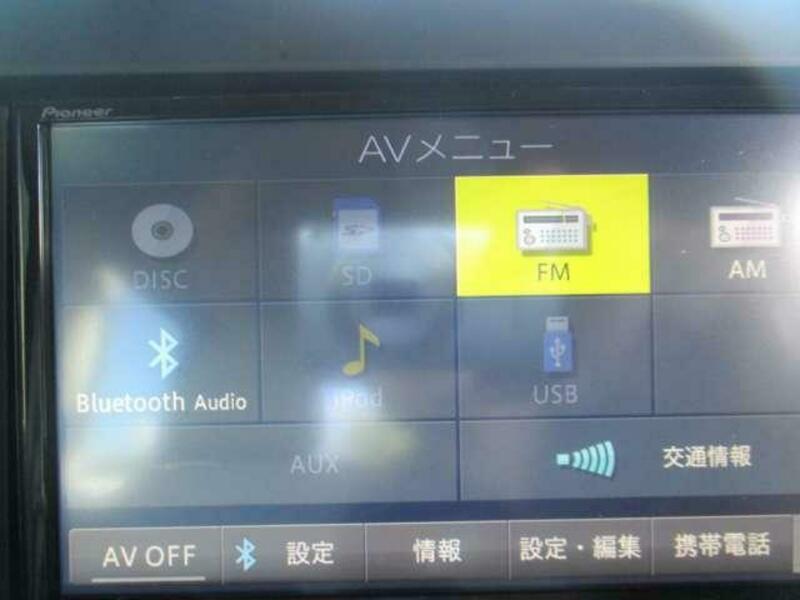 Pioneer
AVメニュー
DISC
SD
FM
AM
Bluetooth Audio
iPod
USB
AUX
交通情報
AV OFF
設定
情報
設定・編集
携帯電話